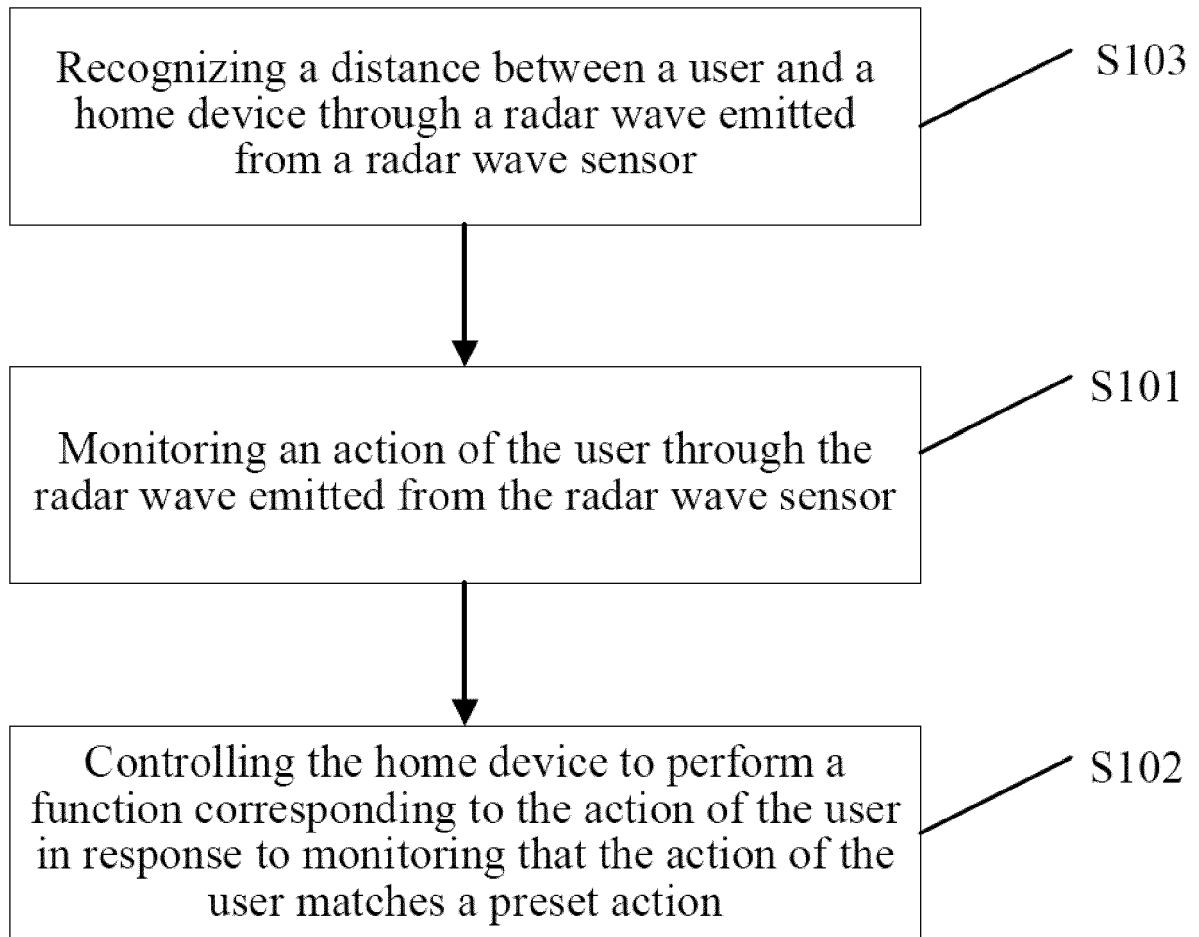 Recognizing a distance between a user and a
home device through a radar wave emitted
from a radar wave sensor
S103
Monitoring an action of the user through the
radar wave emitted from the radar wave sensor
S101
Controlling the home device to perform a
function corresponding to the action of the user
in response to monitoring that the action of the
user matches a preset action
S102